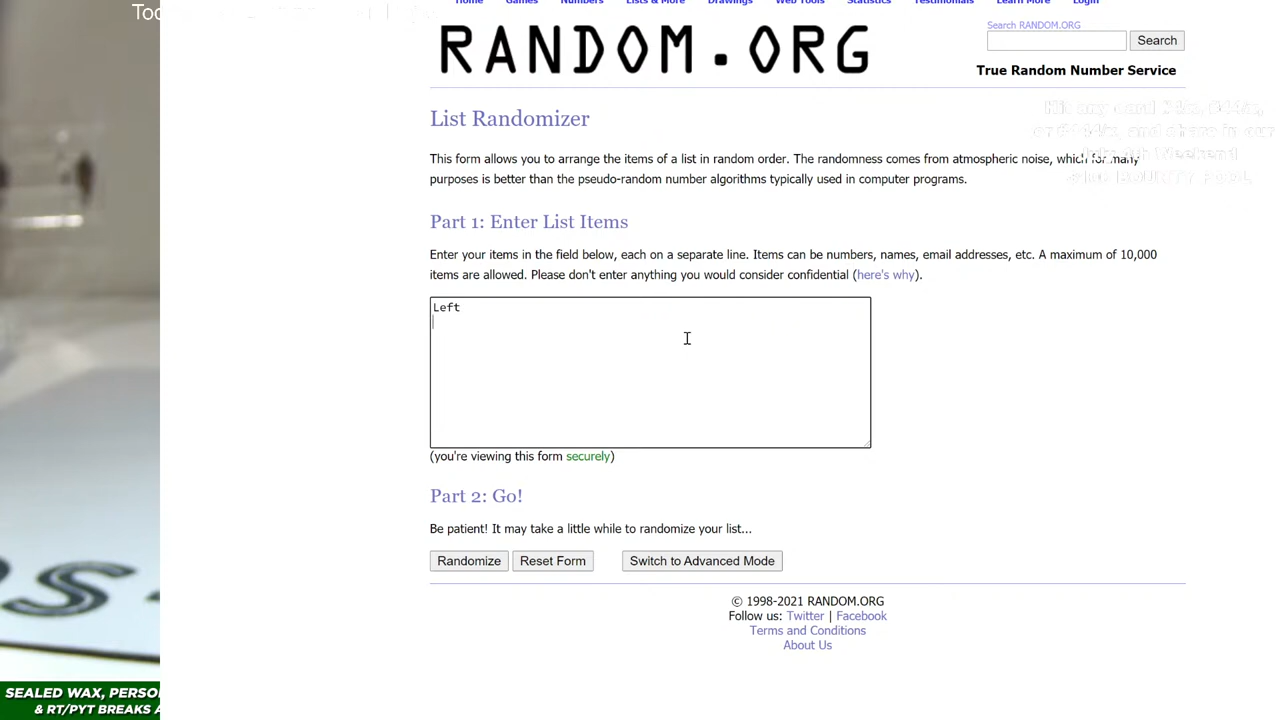 Home Games Numbers Lists & More Drawings Web Tools Statistics Testimonials Learn More Login
RANDOM.ORG
Search RANDOM.ORG
Search
True Random Number Service
List Randomizer
This form allows you to arrange the items of a list in random order. The randomness comes from atmospheric noise, which for many
purposes is better than the pseudo-random number algorithms typically used in computer programs.
Part 1: Enter List Items
Enter your items in the field below, each on a separate line. Items can be numbers, names, email addresses, etc. A maximum of 10,000
items are allowed. Please don't enter anything you would consider confidential (here's why).
Left
(you're viewing this form securely)
Part 2: Go!
Be patient! It may take a little while to randomize your list...
Randomize Reset Form Switch to Advanced Mode
© 1998-2021 RANDOM.ORG
Follow us: Twitter | Facebook
Terms and Conditions
About Us
SEALED WAX, PERSO
& RT/PYT BREAKS A